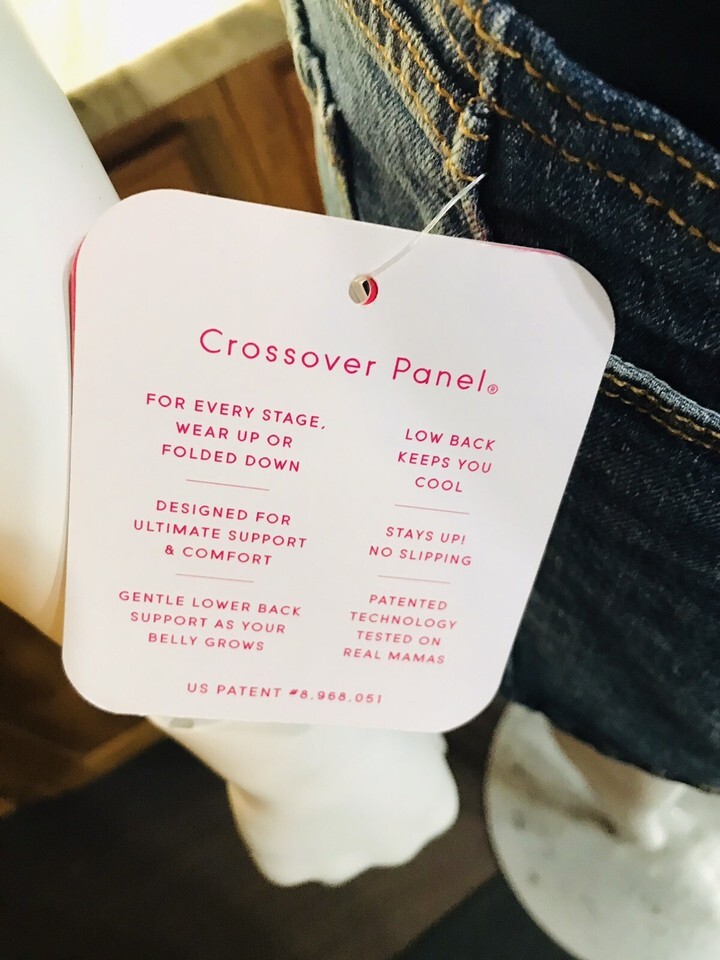 Crossover Panel®
FOR EVERY STAGE,
WEAR UP OR
FOLDED DOWN
DESIGNED FOR
ULTIMATE SUPPORT
& COMFORT
GENTLE LOWER BACK
SUPPORT AS YOUR
BELLY GROWS
LOW BACK
KEEPS YOU
COOL
STAYS UP!
NO SLIPPING
PATENTED
TECHNOLOGY
TESTED ON
REAL MAMAS
US PATENT #8,968,051